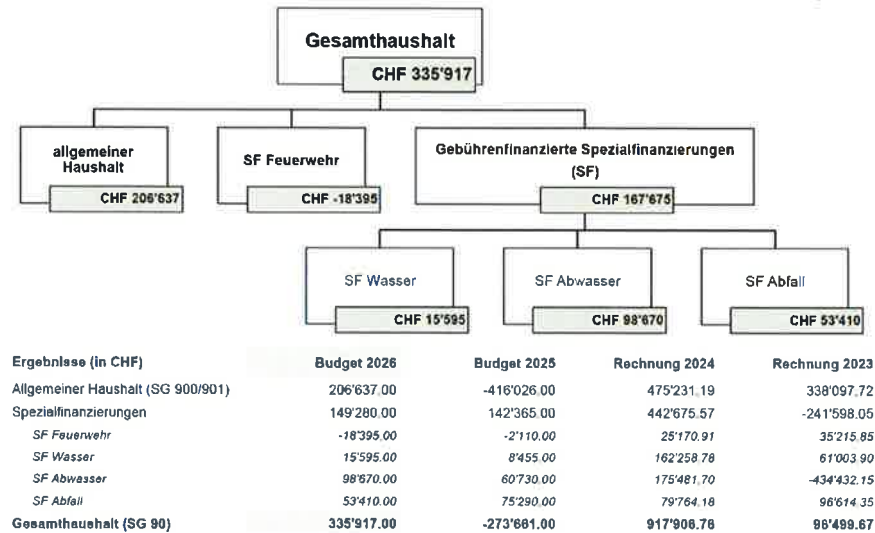 Gesamthaushalt
CHF 335'917
allgemeiner
Haushalt
CHF 206'637
SF Feuerwehr
CHF -18'395
Gebührenfinanzierte Spezialfinanzierungen
(SF)
CHF 167'675
SF Wasser
CHF 15'595
SF Abwasser
CHF 98'670
SF Abfall
CHF 53'410
Ergebnisse (in CHF) Budget 2026 Budget 2025 Rechnung 2024 Rechnung 2023
Allgemeiner Haushalt (SG 900/901) 206'637.00 -416'026.00 475'231.19 338'097.72
Spezialfinanzierungen 149'280.00 142'365.00 442'675.57 -241'598.05
SF Feuerwehr -18'395.00 -2'110.00 25'170.91 35'215.85
SF Wasser 15'595.00 8'455.00 162'258.78 61'003.90
SF Abwasser 98'670.00 60'730.00 175'481.70 -434'432.15
SF Abfall 53'410.00 75'290.00 79'764.18 96'614.35
Gesamthaushalt (SG 90) 335'917.00 -273'661.00 917'906.76 96'499.67